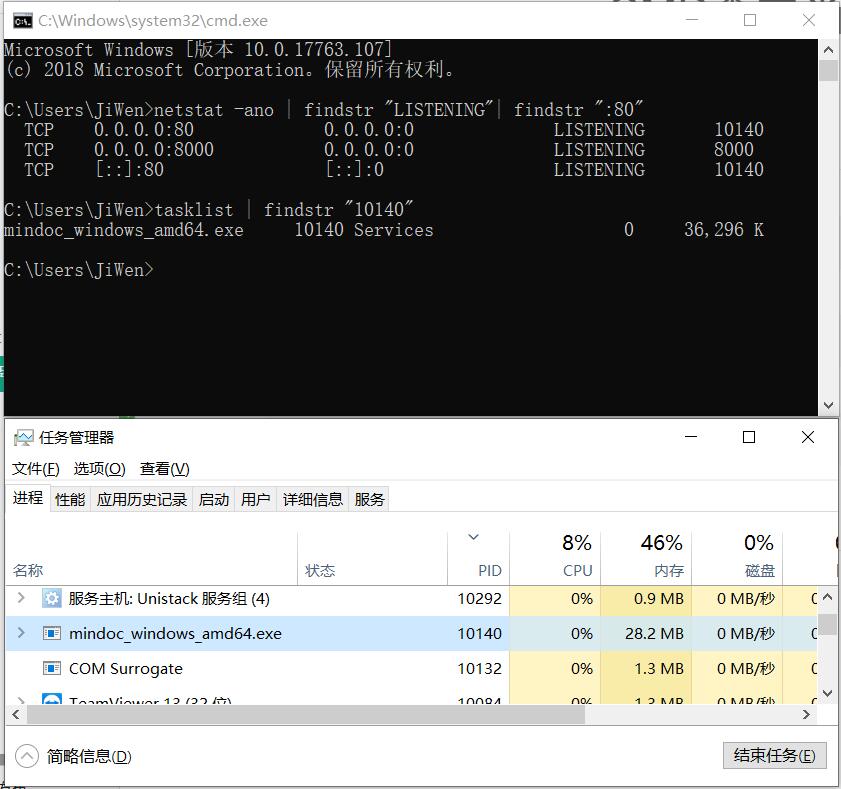 C:\Windows\system32\cmd.exe
Microsoft Windows [版本 10.0.17763.107]
(c) 2018 Microsoft Corporation。保留所有权利。
C:\Users\JiWen>netstat -ano | findstr "LISTENING"| findstr ":80"
TCP 0.0.0.0:80 0.0.0.0:0 LISTENING 10140
TCP 0.0.0.0:8000 0.0.0.0:0 LISTENING 8000
TCP [::]:80 [::]:0 LISTENING 10140
C:\Users\JiWen>tasklist | findstr "10140"
mindoc_windows_amd64.exe 10140 Services 0 36,296 K
C:\Users\JiWen>
任务管理器
文件(F) 选项(O) 查看(V)
进程 性能 应用历史记录 启动 用户 详细信息 服务
8% 46% 0%
名称 状态 PID CPU 内存 磁盘
服务主机: Unistack 服务组 (4) 10292 0% 0.9 MB 0 MB/秒 0
mindoc_windows_amd64.exe 10140 0% 28.2 MB 0 MB/秒 0
COM Surrogate 10132 0% 1.3 MB 0 MB/秒 0
TeamViewer 13 (32 位) 10084 0% 1.3 MB 0 MB/秒 0
简略信息(D)
结束任务(E)